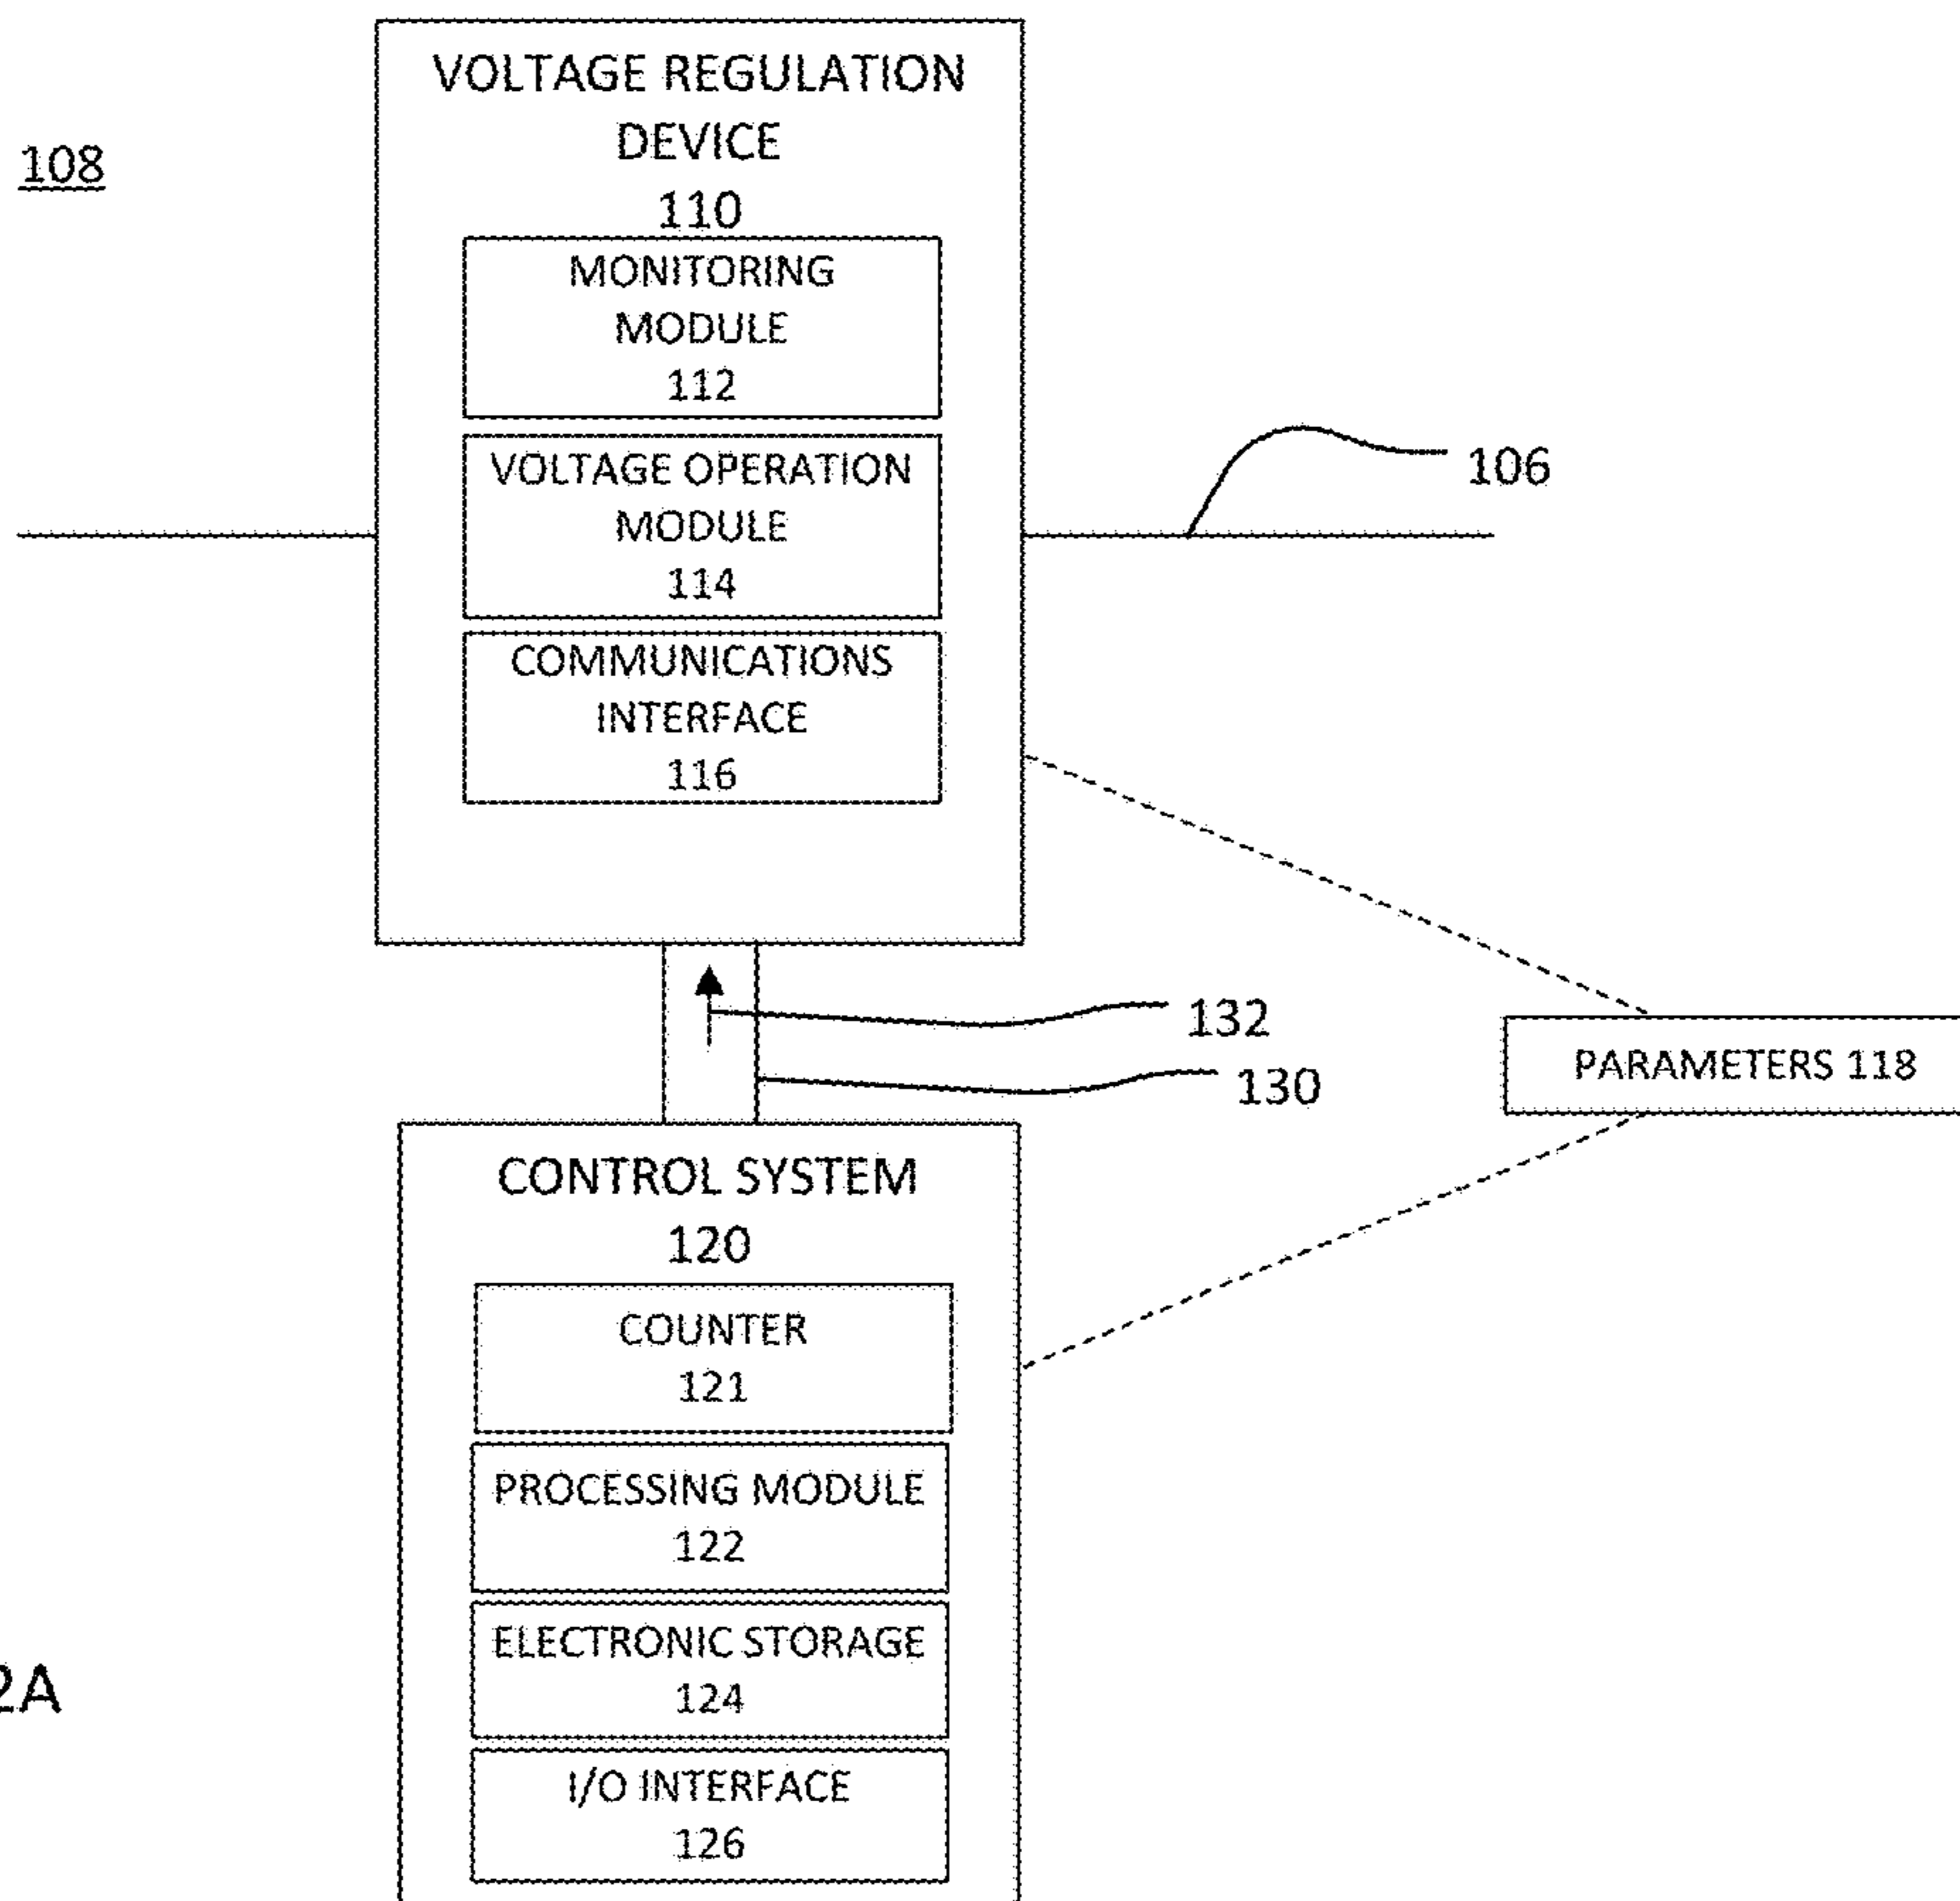 108
VOLTAGE REGULATION
DEVICE
110
MONITORING
MODULE
112
VOLTAGE OPERATION
MODULE
114
COMMUNICATIONS
INTERFACE
116
106
132
130
PARAMETERS 118
CONTROL SYSTEM
120
COUNTER
121
PROCESSING MODULE
122
ELECTRONIC STORAGE
124
I/O INTERFACE
126
2A